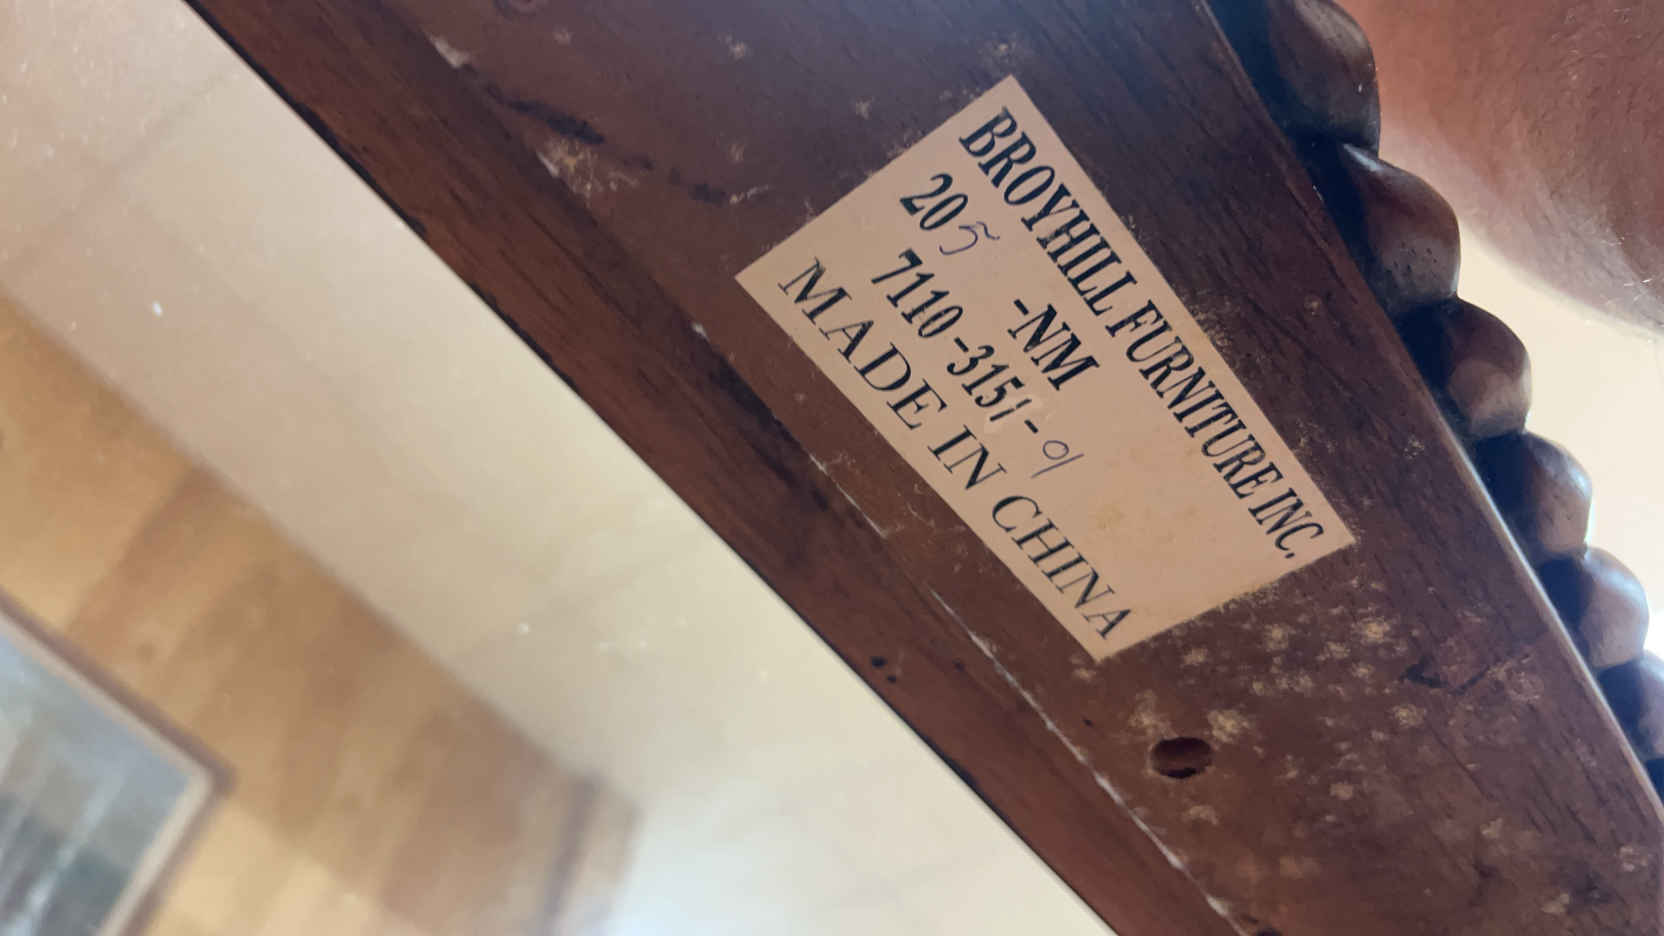 BROYHILL FURNITURE INC.
205 -NM
7110 -3151-01
MADE IN CHINA